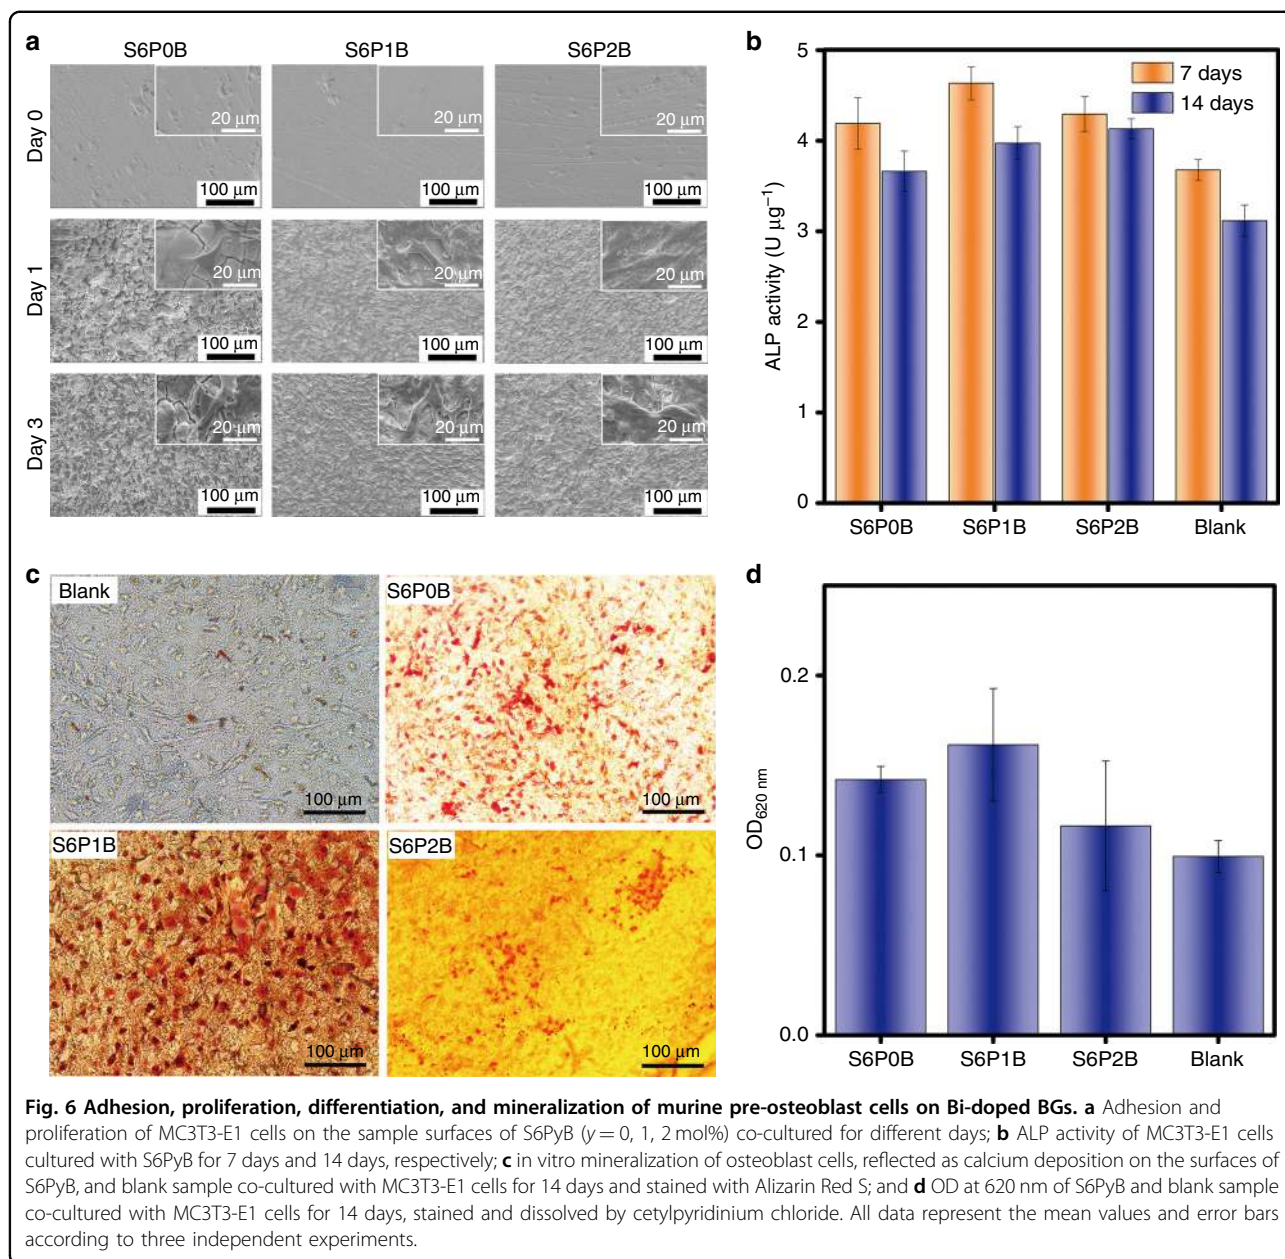 a
S6P0B
S6P1B
S6P2B
Day 0
20 μm
100 μm
20 μm
100 μm
20 μm
100 μm
Day 1
20 μm
100 μm
20 μm
100 μm
20 μm
100 μm
Day 3
20 μm
100 μm
20 μm
100 μm
20 μm
100 μm
b
7 days
14 days
ALP activity (U μg⁻¹)
5
4
3
2
1
0
S6P0B
S6P1B
S6P2B
Blank
c
Blank
100 μm
S6P0B
100 μm
S6P1B
100 μm
S6P2B
100 μm
d
OD620 nm
0.2
0.1
0.0
S6P0B
S6P1B
S6P2B
Blank
Fig. 6 Adhesion, proliferation, differentiation, and mineralization of murine pre-osteoblast cells on Bi-doped BGs. a Adhesion and
proliferation of MC3T3-E1 cells on the sample surfaces of S6PyB (y = 0, 1, 2 mol%) co-cultured for different days; b ALP activity of MC3T3-E1 cells
cultured with S6PyB for 7 days and 14 days, respectively; c in vitro mineralization of osteoblast cells, reflected as calcium deposition on the surfaces of
S6PyB, and blank sample co-cultured with MC3T3-E1 cells for 14 days and stained with Alizarin Red S; and d OD at 620 nm of S6PyB and blank sample
co-cultured with MC3T3-E1 cells for 14 days, stained and dissolved by cetylpyridinium chloride. All data represent the mean values and error bars
according to three independent experiments.